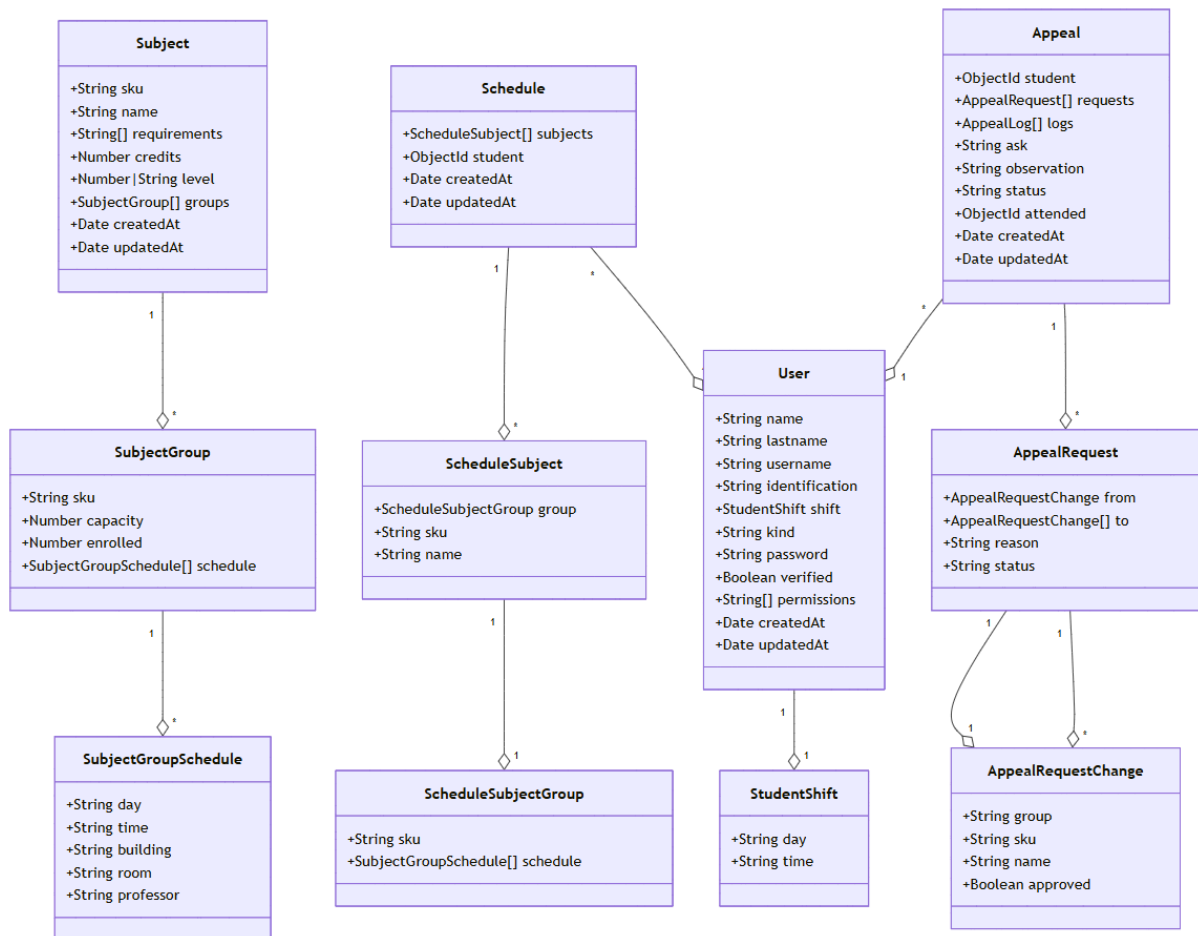 Subject
+String sku
+String name
+String[] requirements
+Number credits
+Number|String level
+SubjectGroup[] groups
+Date createdAt
+Date updatedAt
1
*
SubjectGroup
+String sku
+Number capacity
+Number enrolled
+SubjectGroupSchedule[] schedule
1
*
SubjectGroupSchedule
+String day
+String time
+String building
+String room
+String professor
Schedule
+ScheduleSubject[] subjects
+ObjectId student
+Date createdAt
+Date updatedAt
1
*
*
ScheduleSubject
+ScheduleSubjectGroup group
+String sku
+String name
1
1
ScheduleSubjectGroup
+String sku
+SubjectGroupSchedule[] schedule
User
+String name
+String lastname
+String username
+String identification
+StudentShift shift
+String kind
+String password
+Boolean verified
+String[] permissions
+Date createdAt
+Date updatedAt
1
1
StudentShift
+String day
+String time
Appeal
+ObjectId student
+AppealRequest[] requests
+AppealLog[] logs
+String ask
+String observation
+String status
+ObjectId attended
+Date createdAt
+Date updatedAt
*
1
1
*
AppealRequest
+AppealRequestChange from
+AppealRequestChange[] to
+String reason
+String status
1
1
1
*
AppealRequestChange
+String group
+String sku
+String name
+Boolean approved